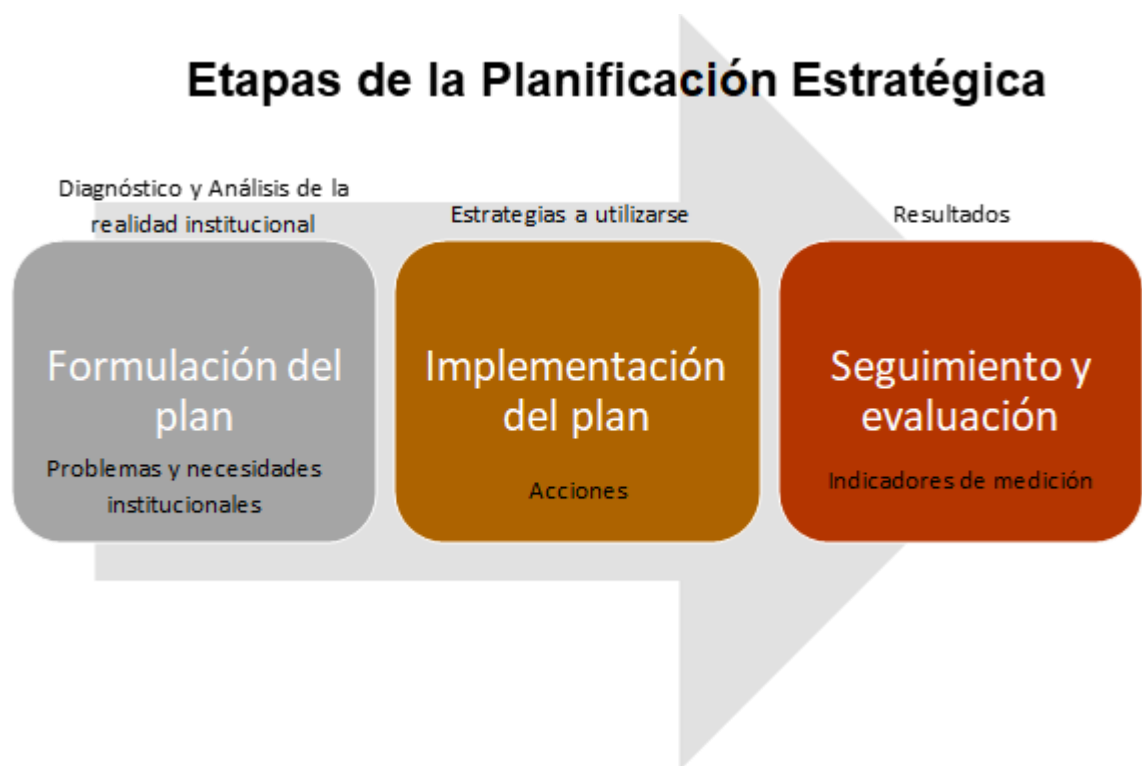 Etapas de la Planificación Estratégica
Diagnóstico y Análisis de la
realidad institucional
Formulación del
plan
Problemas y necesidades
institucionales
Estrategias a utilizarse
Implementación
del plan
Acciones
Resultados
Seguimiento y
evaluación
Indicadores de medición